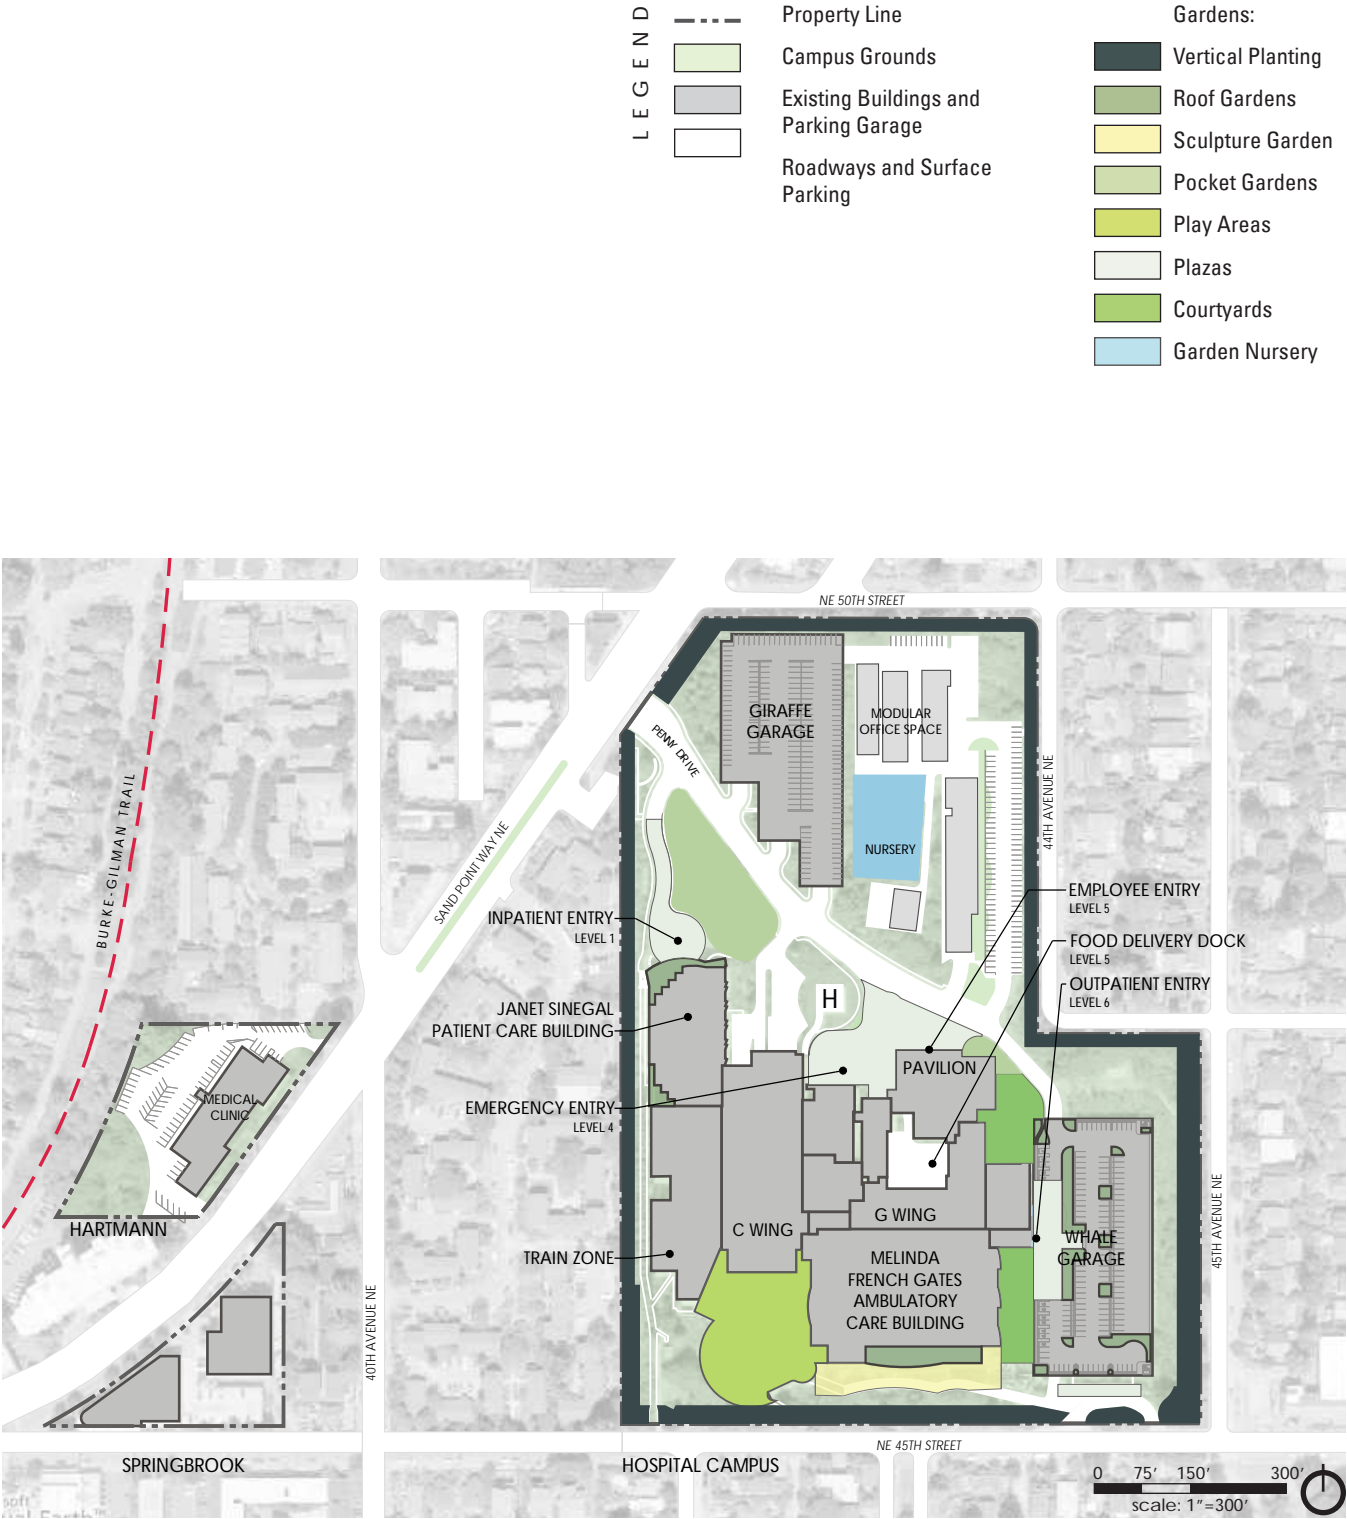 LEGEND
Property Line
Campus Grounds
Existing Buildings and
Parking Garage
Roadways and Surface
Parking
Gardens:
Vertical Planting
Roof Gardens
Sculpture Garden
Pocket Gardens
Play Areas
Plazas
Courtyards
Garden Nursery
NE 50TH STREET
GIRAFFE
GARAGE
MODULAR
OFFICE SPACE
PENNY DRIVE
BURKE-GILMAN TRAIL
SAND POINT WAY NE
44TH AVENUE NE
NURSERY
EMPLOYEE ENTRY
LEVEL 5
INPATIENT ENTRY
LEVEL 1
FOOD DELIVERY DOCK
LEVEL 5
OUTPATIENT ENTRY
LEVEL 6
H
JANET SINEGAL
PATIENT CARE BUILDING
PAVILION
MEDICAL
CLINIC
EMERGENCY ENTRY
LEVEL 4
HARTMANN
C WING
G WING
45TH AVENUE NE
WHALE
GARAGE
TRAIN ZONE
MELINDA
FRENCH GATES
AMBULATORY
CARE BUILDING
40TH AVENUE NE
NE 45TH STREET
SPRINGBROOK
HOSPITAL CAMPUS
0 75' 150' 300'
scale: 1"=300'